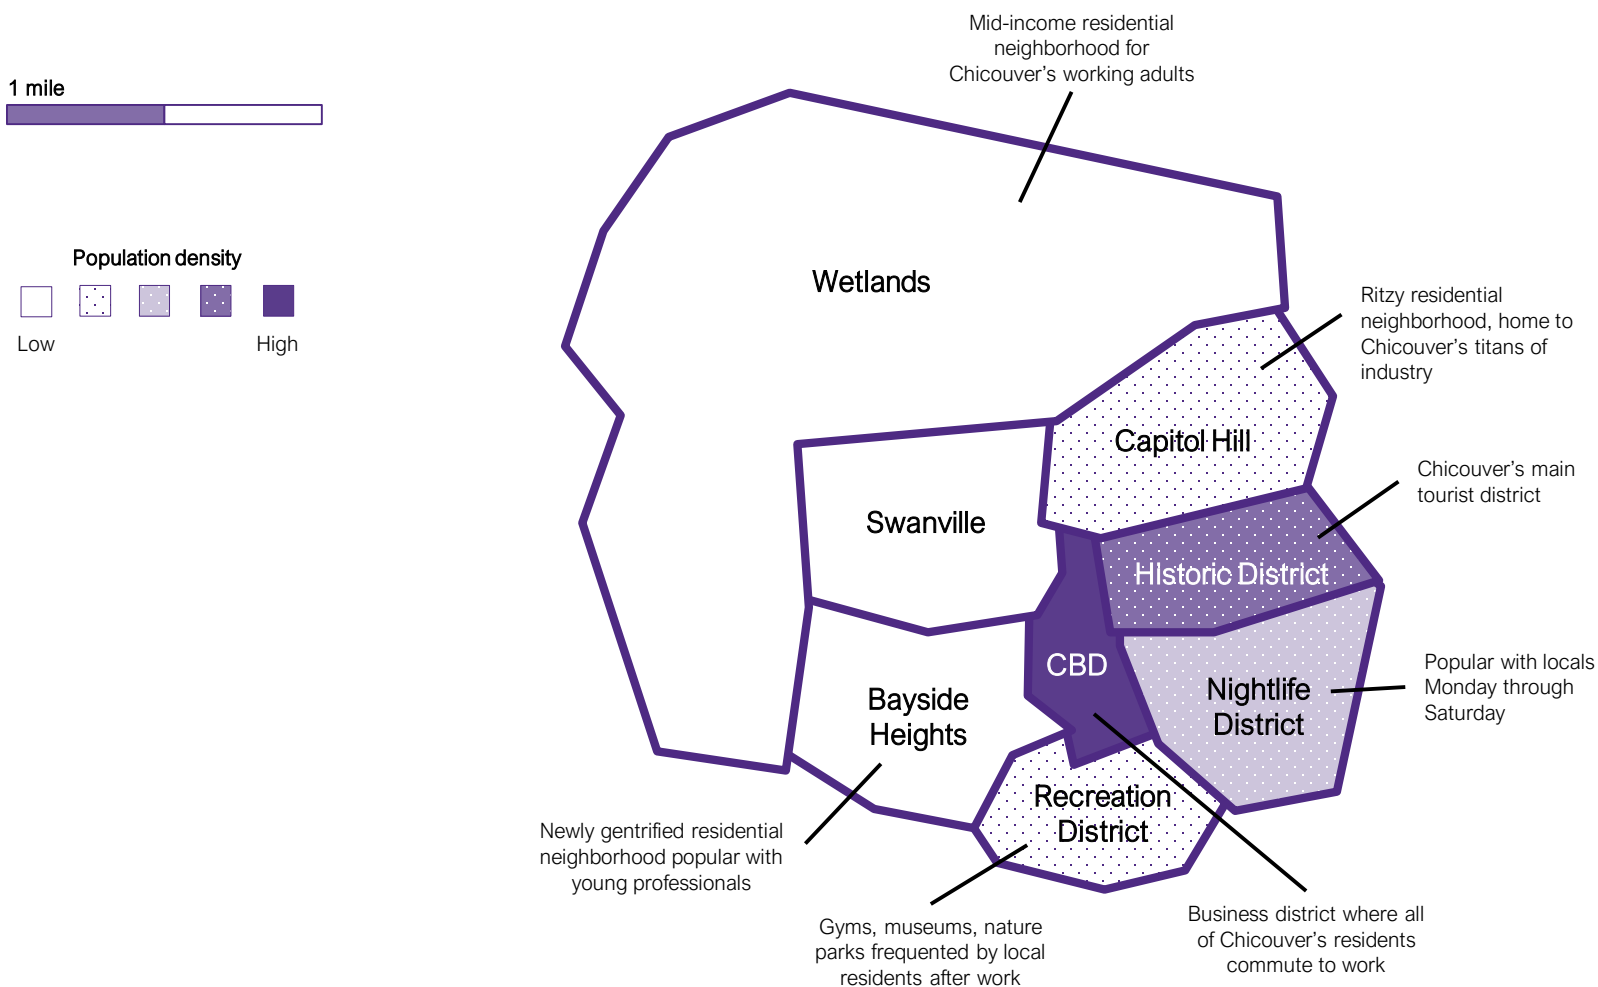 Mid-income residential
neighborhood for
Chicouver's working adults
1 mile
Population density
Low
High
Wetlands
Ritzy residential
neighborhood, home to
Chicouver's titans of
industry
Capitol Hill
Chicouver's main
tourist district
Swanville
HIstoric District
CBD
Popular with locals
Monday through
Saturday
Nightlife
District
Bayside
Heights
Recreation
District
Newly gentrified residential
neighborhood popular with
young professionals
Gyms, museums, nature
parks frequented by local
residents after work
Business district where all
of Chicouver's residents
commute to work